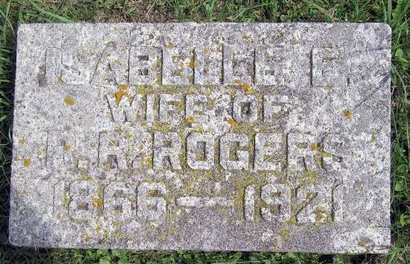 ISABELLE E.
WIFE OF
R. ROGERS
1866 — 1921